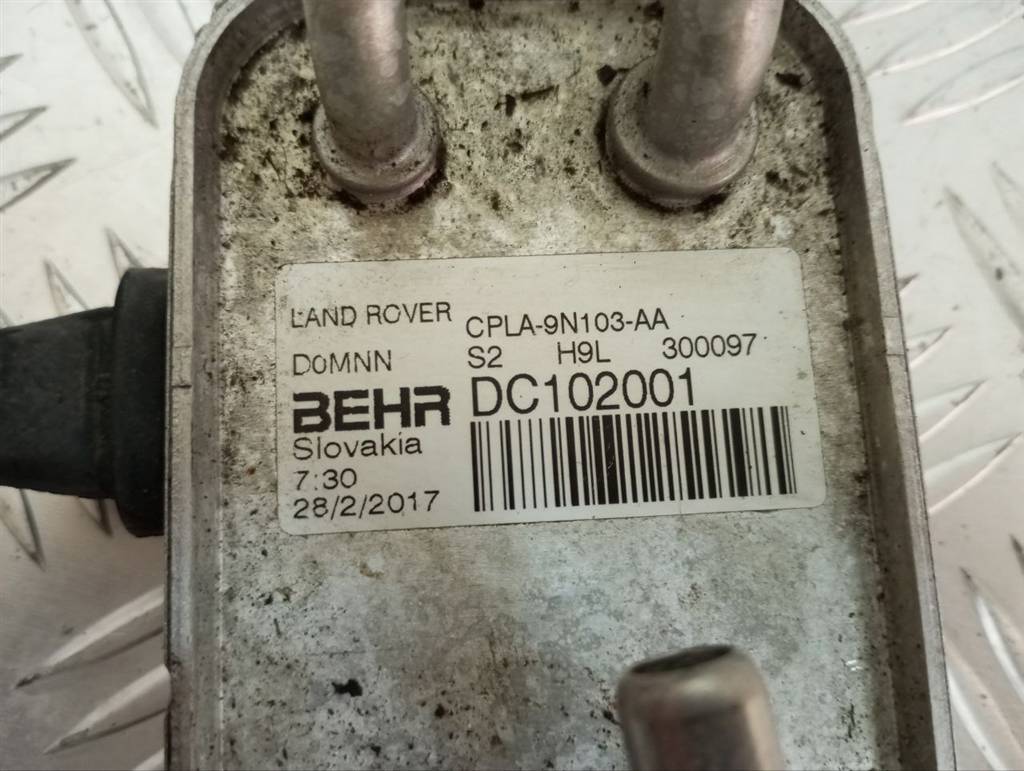 LAND ROVER CPLA-9N103-AA
D0MNN S2 H9L 300097
BEHR DC102001
Slovakia
7:30
28/2/2017